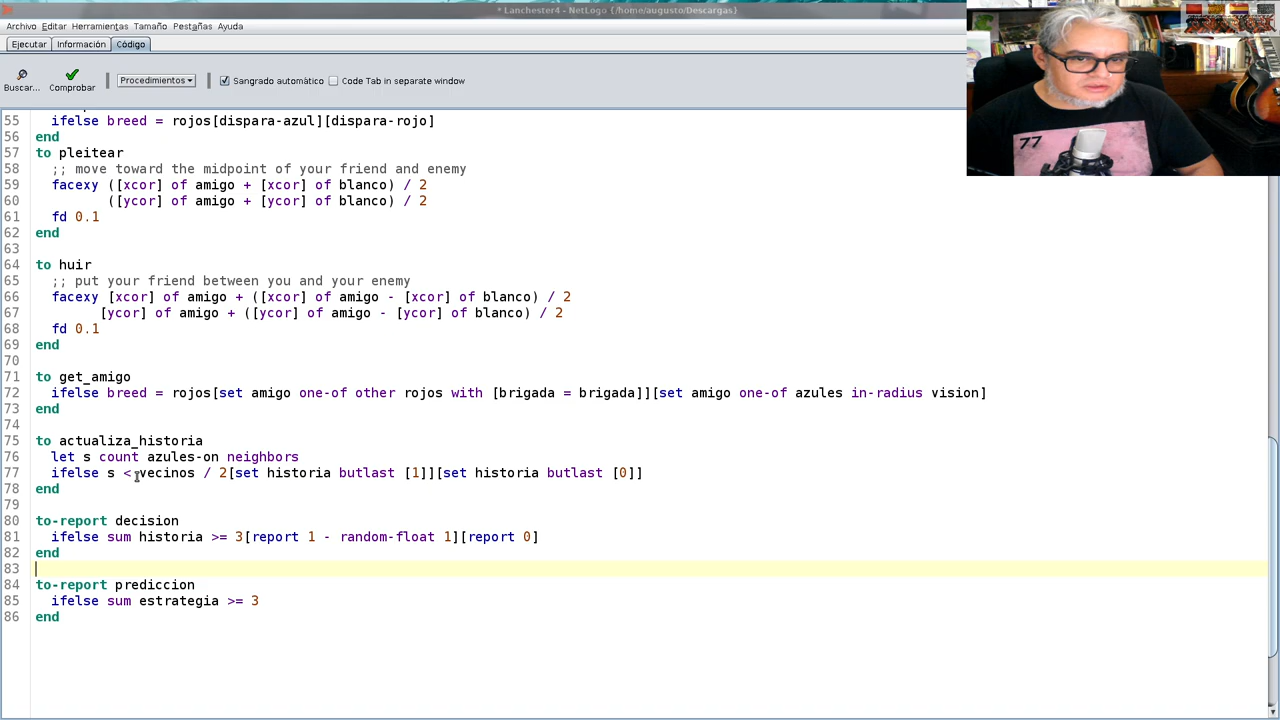 * Lanchester4 - NetLogo {/home/augusto/Descargas}
Archivo Editar Herramientas Tamaño Pestañas Ayuda
Ejecutar Información Código
Buscar... Comprobar Procedimientos Sangrado automático Code Tab in separate window
55 ifelse breed = rojos[dispara-azul][dispara-rojo]
56 end
57 to pleitear
58 ;; move toward the midpoint of your friend and enemy
59 facexy ([xcor] of amigo + [xcor] of blanco) / 2
60 ([ycor] of amigo + [ycor] of blanco) / 2
61 fd 0.1
62 end
63
64 to huir
65 ;; put your friend between you and your enemy
66 facexy [xcor] of amigo + ([xcor] of amigo - [xcor] of blanco) / 2
67 [ycor] of amigo + ([ycor] of amigo - [ycor] of blanco) / 2
68 fd 0.1
69 end
70
71 to get_amigo
72 ifelse breed = rojos[set amigo one-of other rojos with [brigada = brigada]][set amigo one-of azules in-radius vision]
73 end
74
75 to actualiza_historia
76 let s count azules-on neighbors
77 ifelse s < vecinos / 2[set historia butlast [1]][set historia butlast [0]]
78 end
79
80 to-report decision
81 ifelse sum historia >= 3[report 1 - random-float 1][report 0]
82 end
83
84 to-report prediccion
85 ifelse sum estrategia >= 3
86 end
77